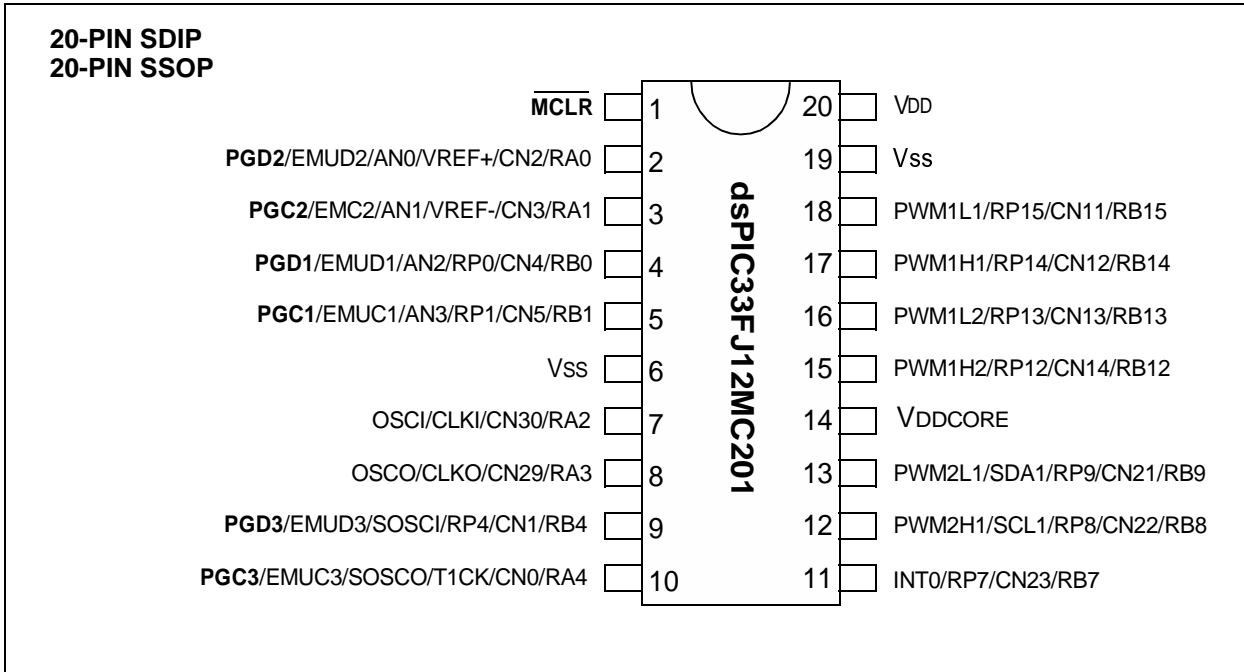 20-PIN SDIP
20-PIN SSOP
MCLR 1
20 VDD
PGD2/EMUD2/AN0/VREF+/CN2/RA0 2
19 Vss
PGC2/EMC2/AN1/VREF-/CN3/RA1 3
18 PWM1L1/RP15/CN11/RB15
PGD1/EMUD1/AN2/RP0/CN4/RB0 4
17 PWM1H1/RP14/CN12/RB14
PGC1/EMUC1/AN3/RP1/CN5/RB1 5
16 PWM1L2/RP13/CN13/RB13
VSS 6
15 PWM1H2/RP12/CN14/RB12
OSCI/CLKI/CN30/RA2 7
14 VDDCORE
OSCO/CLKO/CN29/RA3 8
13 PWM2L1/SDA1/RP9/CN21/RB9
PGD3/EMUD3/SOSCI/RP4/CN1/RB4 9
12 PWM2H1/SCL1/RP8/CN22/RB8
PGC3/EMUC3/SOSCO/T1CK/CN0/RA4 10
11 INT0/RP7/CN23/RB7
dsPIC33FJ12MC201